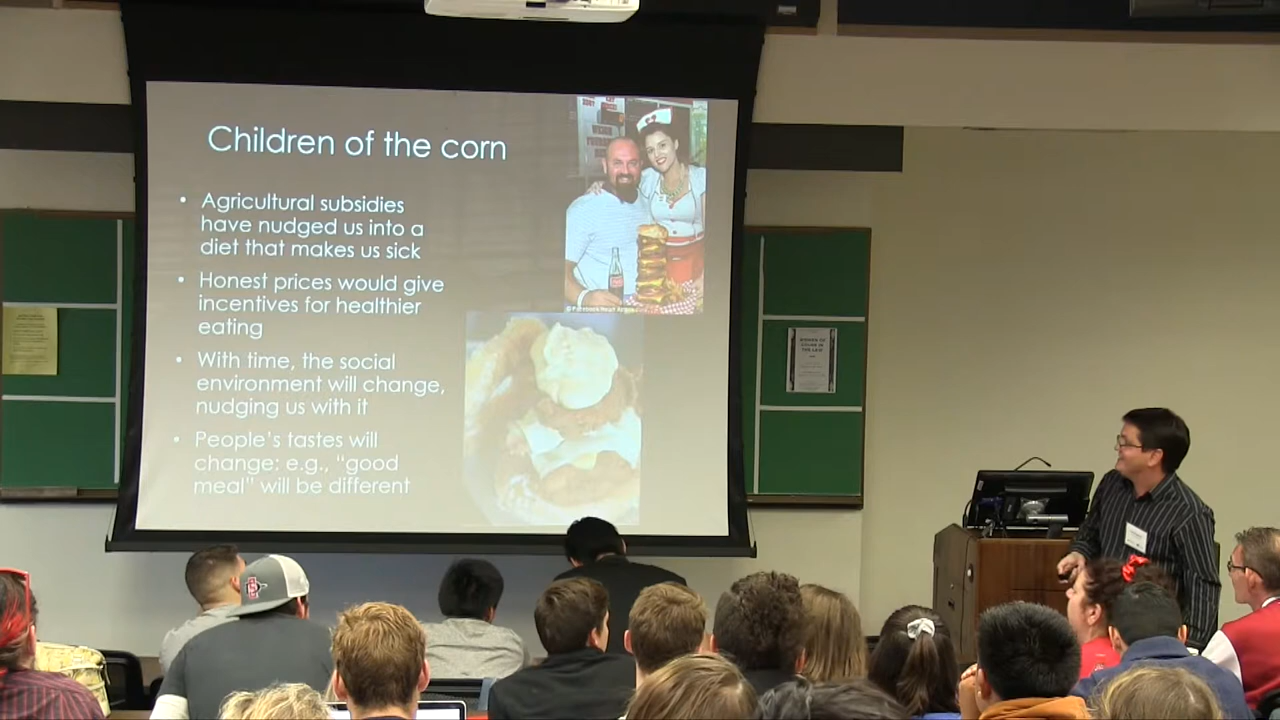 Children of the corn
• Agricultural subsidies
have nudged us into a
diet that makes us sick
• Honest prices would give
incentives for healthier
eating
• With time, the social
environment will change,
nudging us with it
• People's tastes will
change: e.g., "good
meal" will be different